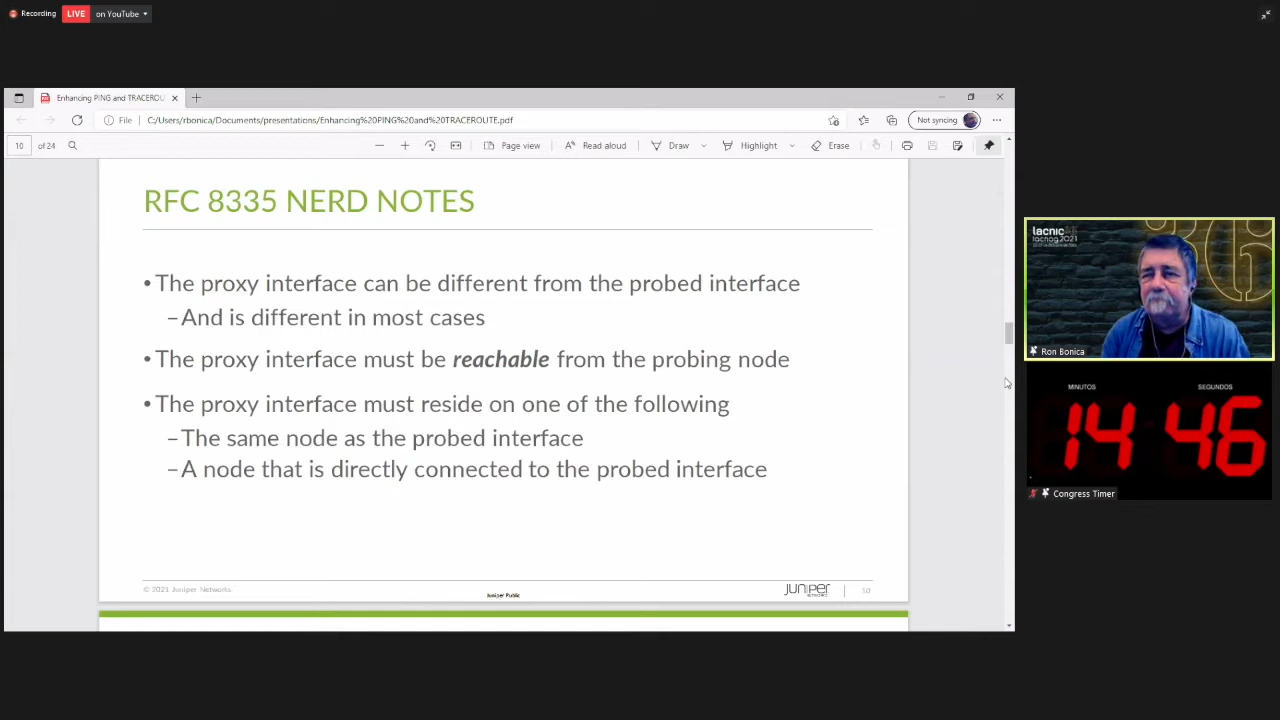 Recording
LIVE on YouTube
Enhancing PING and TRACEROU
File C:/Users/rbonica/Documents/presentations/Enhancing%20PING%20and%20TRACEROUTE.pdf Not syncing
10 of 24 Page view Read aloud Draw Highlight Erase
RFC 8335 NERD NOTES
• The proxy interface can be different from the probed interface
– And is different in most cases
• The proxy interface must be reachable from the probing node
• The proxy interface must reside on one of the following
– The same node as the probed interface
– A node that is directly connected to the probed interface
© 2021 Juniper Networks
Juniper Public
JUNIPER
NETWORKS
10
lacnic36
lacnog2021
Ron Bonica
MINUTOS SEGUNDOS
14 46
Congress Timer